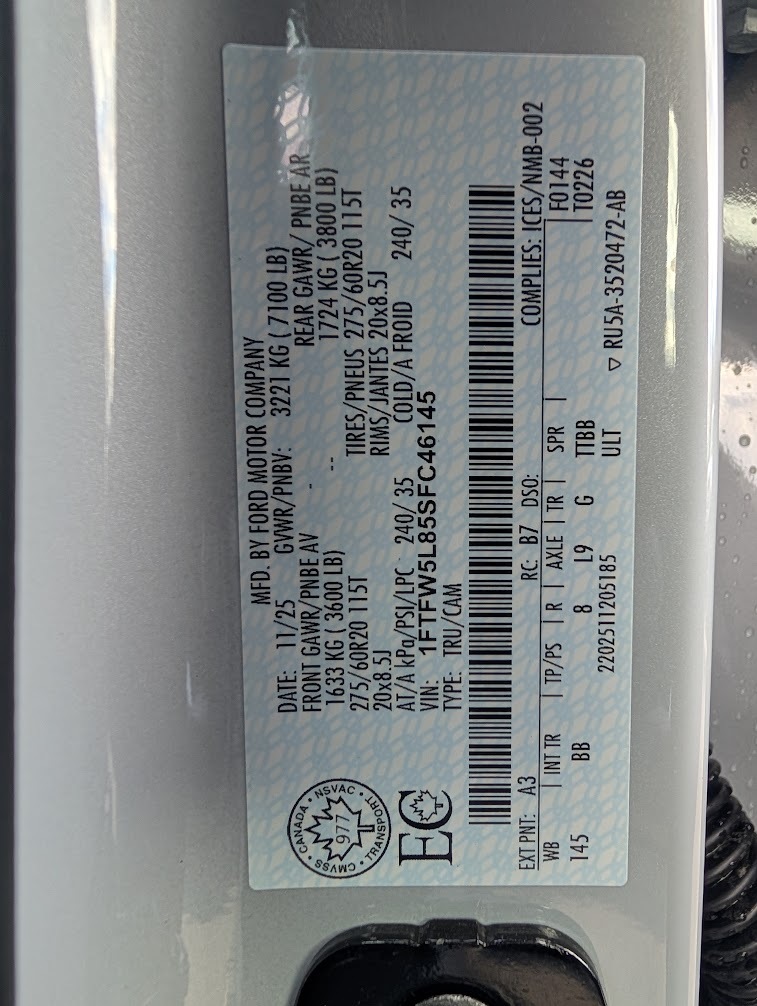 MFD. BY FORD MOTOR COMPANY
DATE: 11/25 GVWR/PNBV: 3221 KG ( 7100 LB)
FRONT GAWR/PNBE AV - REAR GAWR/ PNBE AR
1633 KG ( 3600 LB) -- 1724 KG ( 3800 LB)
275/60R20 115T TIRES/PNEUS 275/60R20 115T
20x8.5J RIMS/JANTES 20x8.5J
AT/A kPa/PSI/LPC 240/ 35 COLD/A FROID 240/ 35
VIN: 1FTFW5L85SFC46145
TYPE: TRU/CAM
CANADA • NSVAC • TRANSPORT • CMVSS
977
EC
EXT PNT: A3 RC: B7 DSO: COMPLIES: ICES/NMB-002
WB | INT TR | TP/PS | R | AXLE | TR | SPR | F0144
145 BB 8 L9 G TTBB T0226
2202511205185 ULT
▽ RU5A-3520472-AB